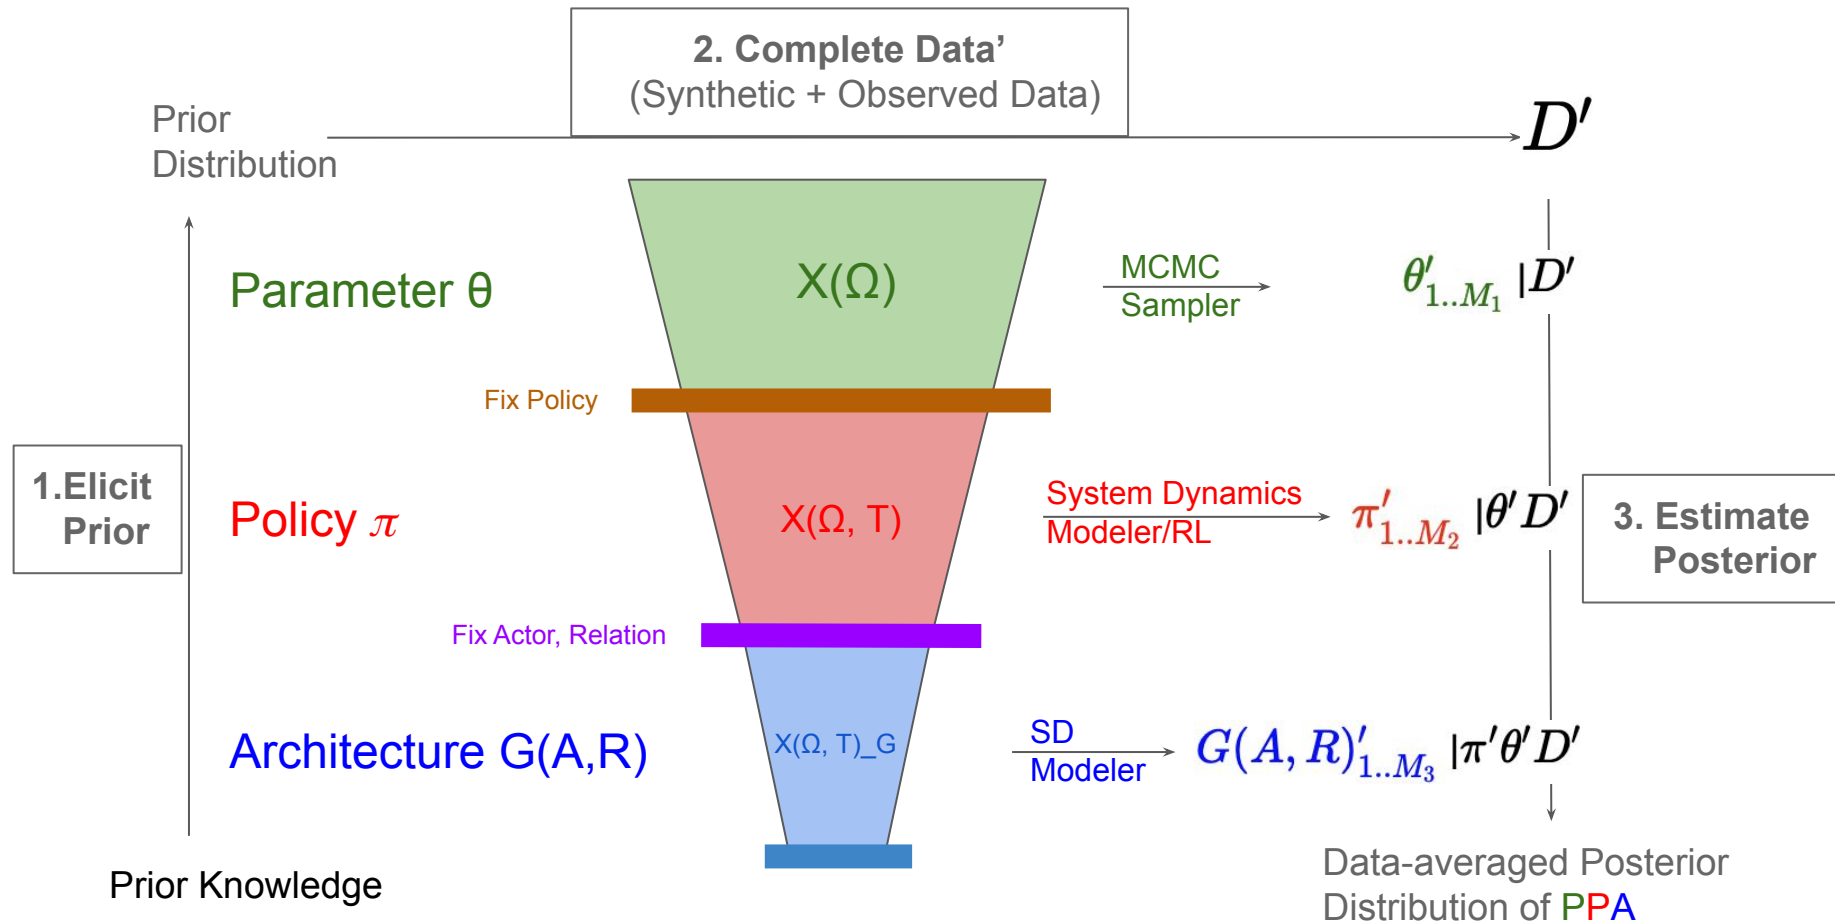 2. Complete Data’
(Synthetic + Observed Data)
Prior
Distribution
D′
Parameter θ
X(Ω)
MCMC
Sampler
θ′1..M1 |D′
Fix Policy
1.Elicit
Prior
Policy π
X(Ω, T)
System Dynamics
Modeler/RL
π′1..M2 |θ′D′
3. Estimate
Posterior
Fix Actor, Relation
Architecture G(A,R)
X(Ω, T)_G
SD
Modeler
G(A, R)′1..M3 |π′θ′D′
Prior Knowledge
Data-averaged Posterior
Distribution of PPA